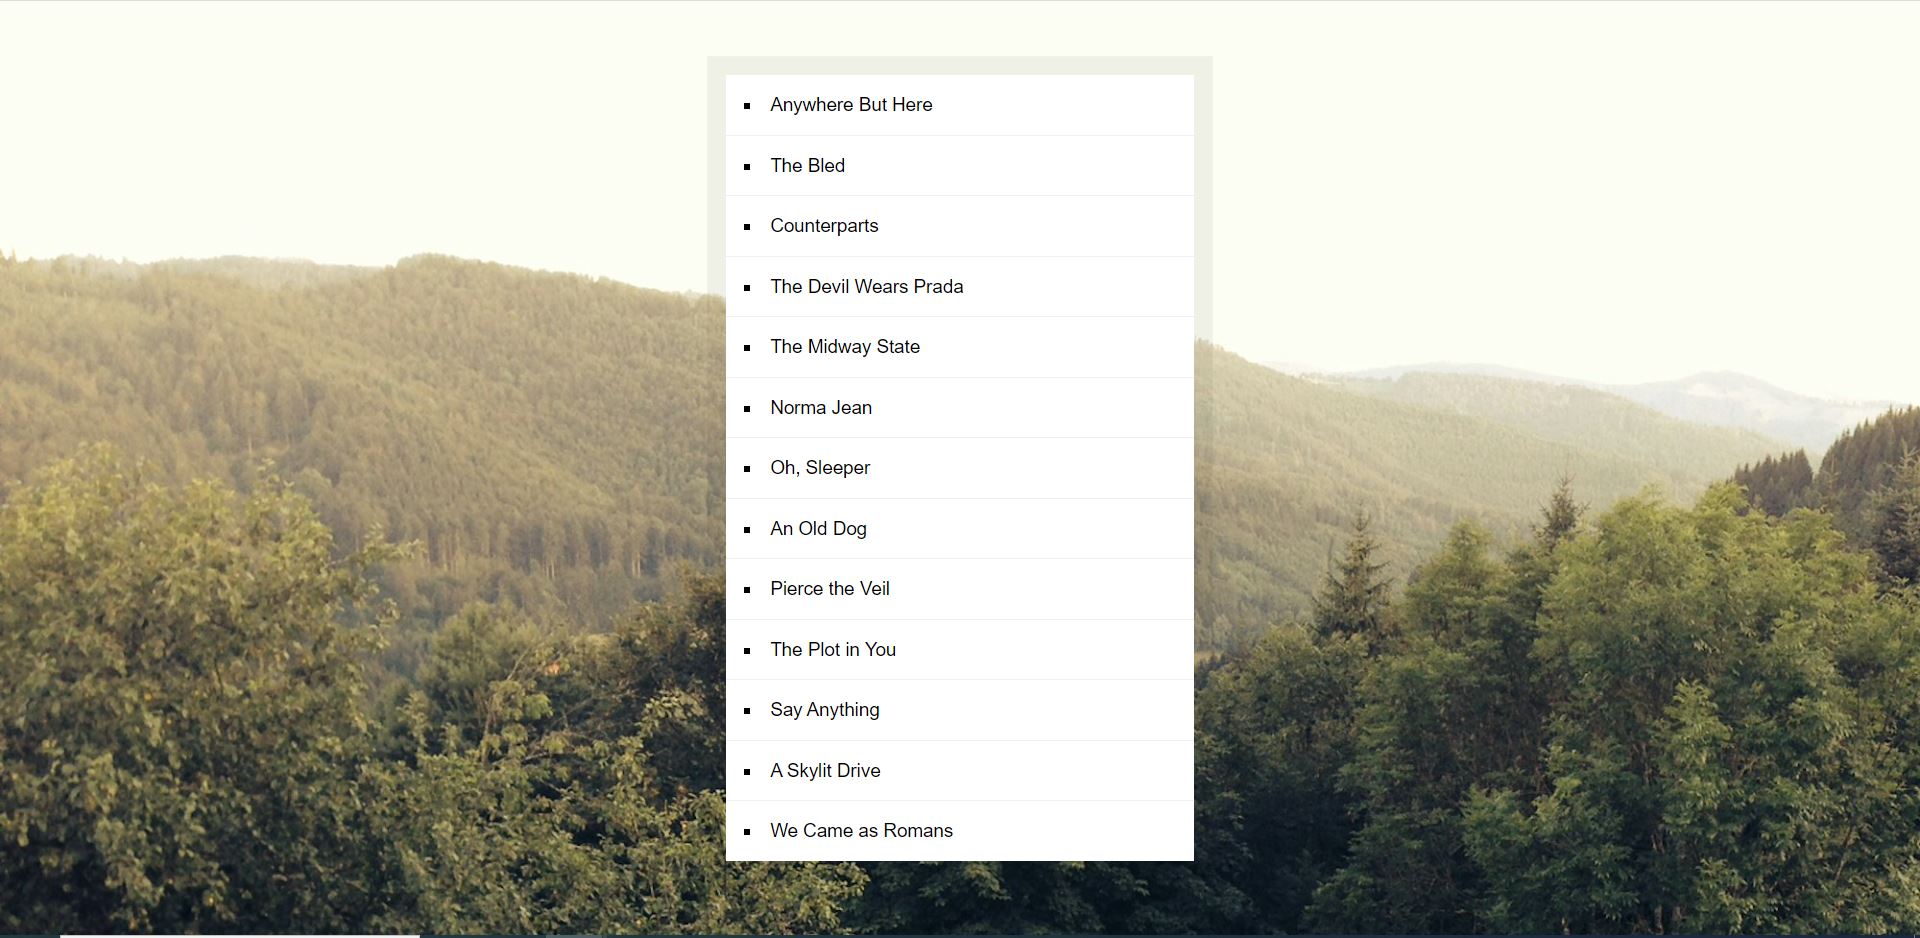 Anywhere But Here
The Bled
Counterparts
The Devil Wears Prada
The Midway State
Norma Jean
Oh, Sleeper
An Old Dog
Pierce the Veil
The Plot in You
Say Anything
A Skylit Drive
We Came as Romans